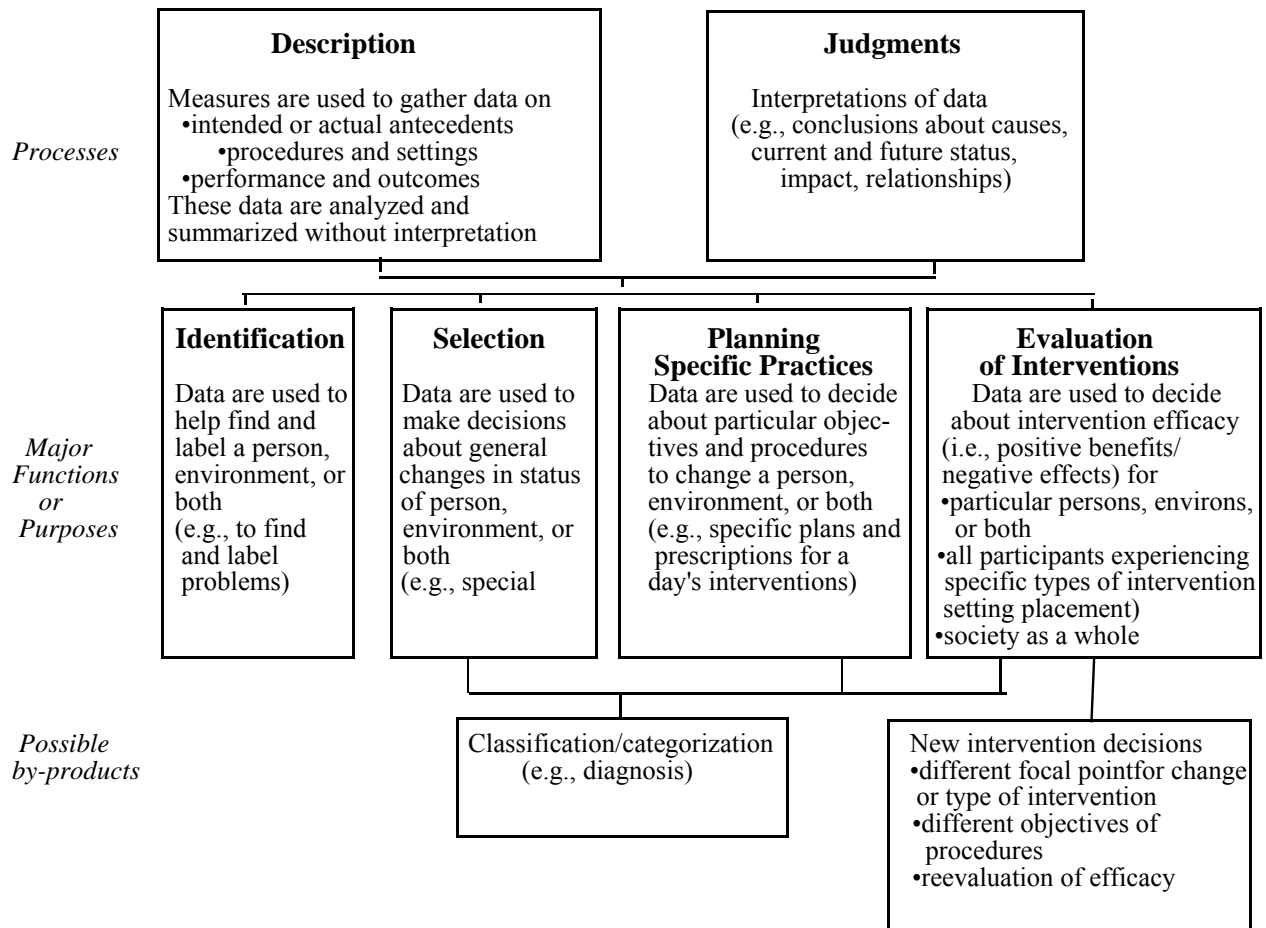 Description
Measures are used to gather data on
•intended or actual antecedents
•procedures and settings
•performance and outcomes
These data are analyzed and
summarized without interpretation
Judgments
Interpretations of data
(e.g., conclusions about causes,
current and future status,
impact, relationships)
Processes
Identification
Data are used to
help find and
label a person,
environment, or
both
(e.g., to find
and label
problems)
Selection
Data are used to
make decisions
about general
changes in status
of person,
environment, or
both
(e.g., special
Planning
Specific Practices
Data are used to decide
about particular objec-
tives and procedures
to change a person,
environment, or both
(e.g., specific plans and
prescriptions for a
day's interventions)
Evaluation
of Interventions
Data are used to decide
about intervention efficacy
(i.e., positive benefits/
negative effects) for
•particular persons, environs,
or both
•all participants experiencing
specific types of intervention
setting placement)
•society as a whole
Major
Functions
or
Purposes
Possible
by-products
Classification/categorization
(e.g., diagnosis)
New intervention decisions
•different focal pointfor change
or type of intervention
•different objectives of
procedures
•reevaluation of efficacy